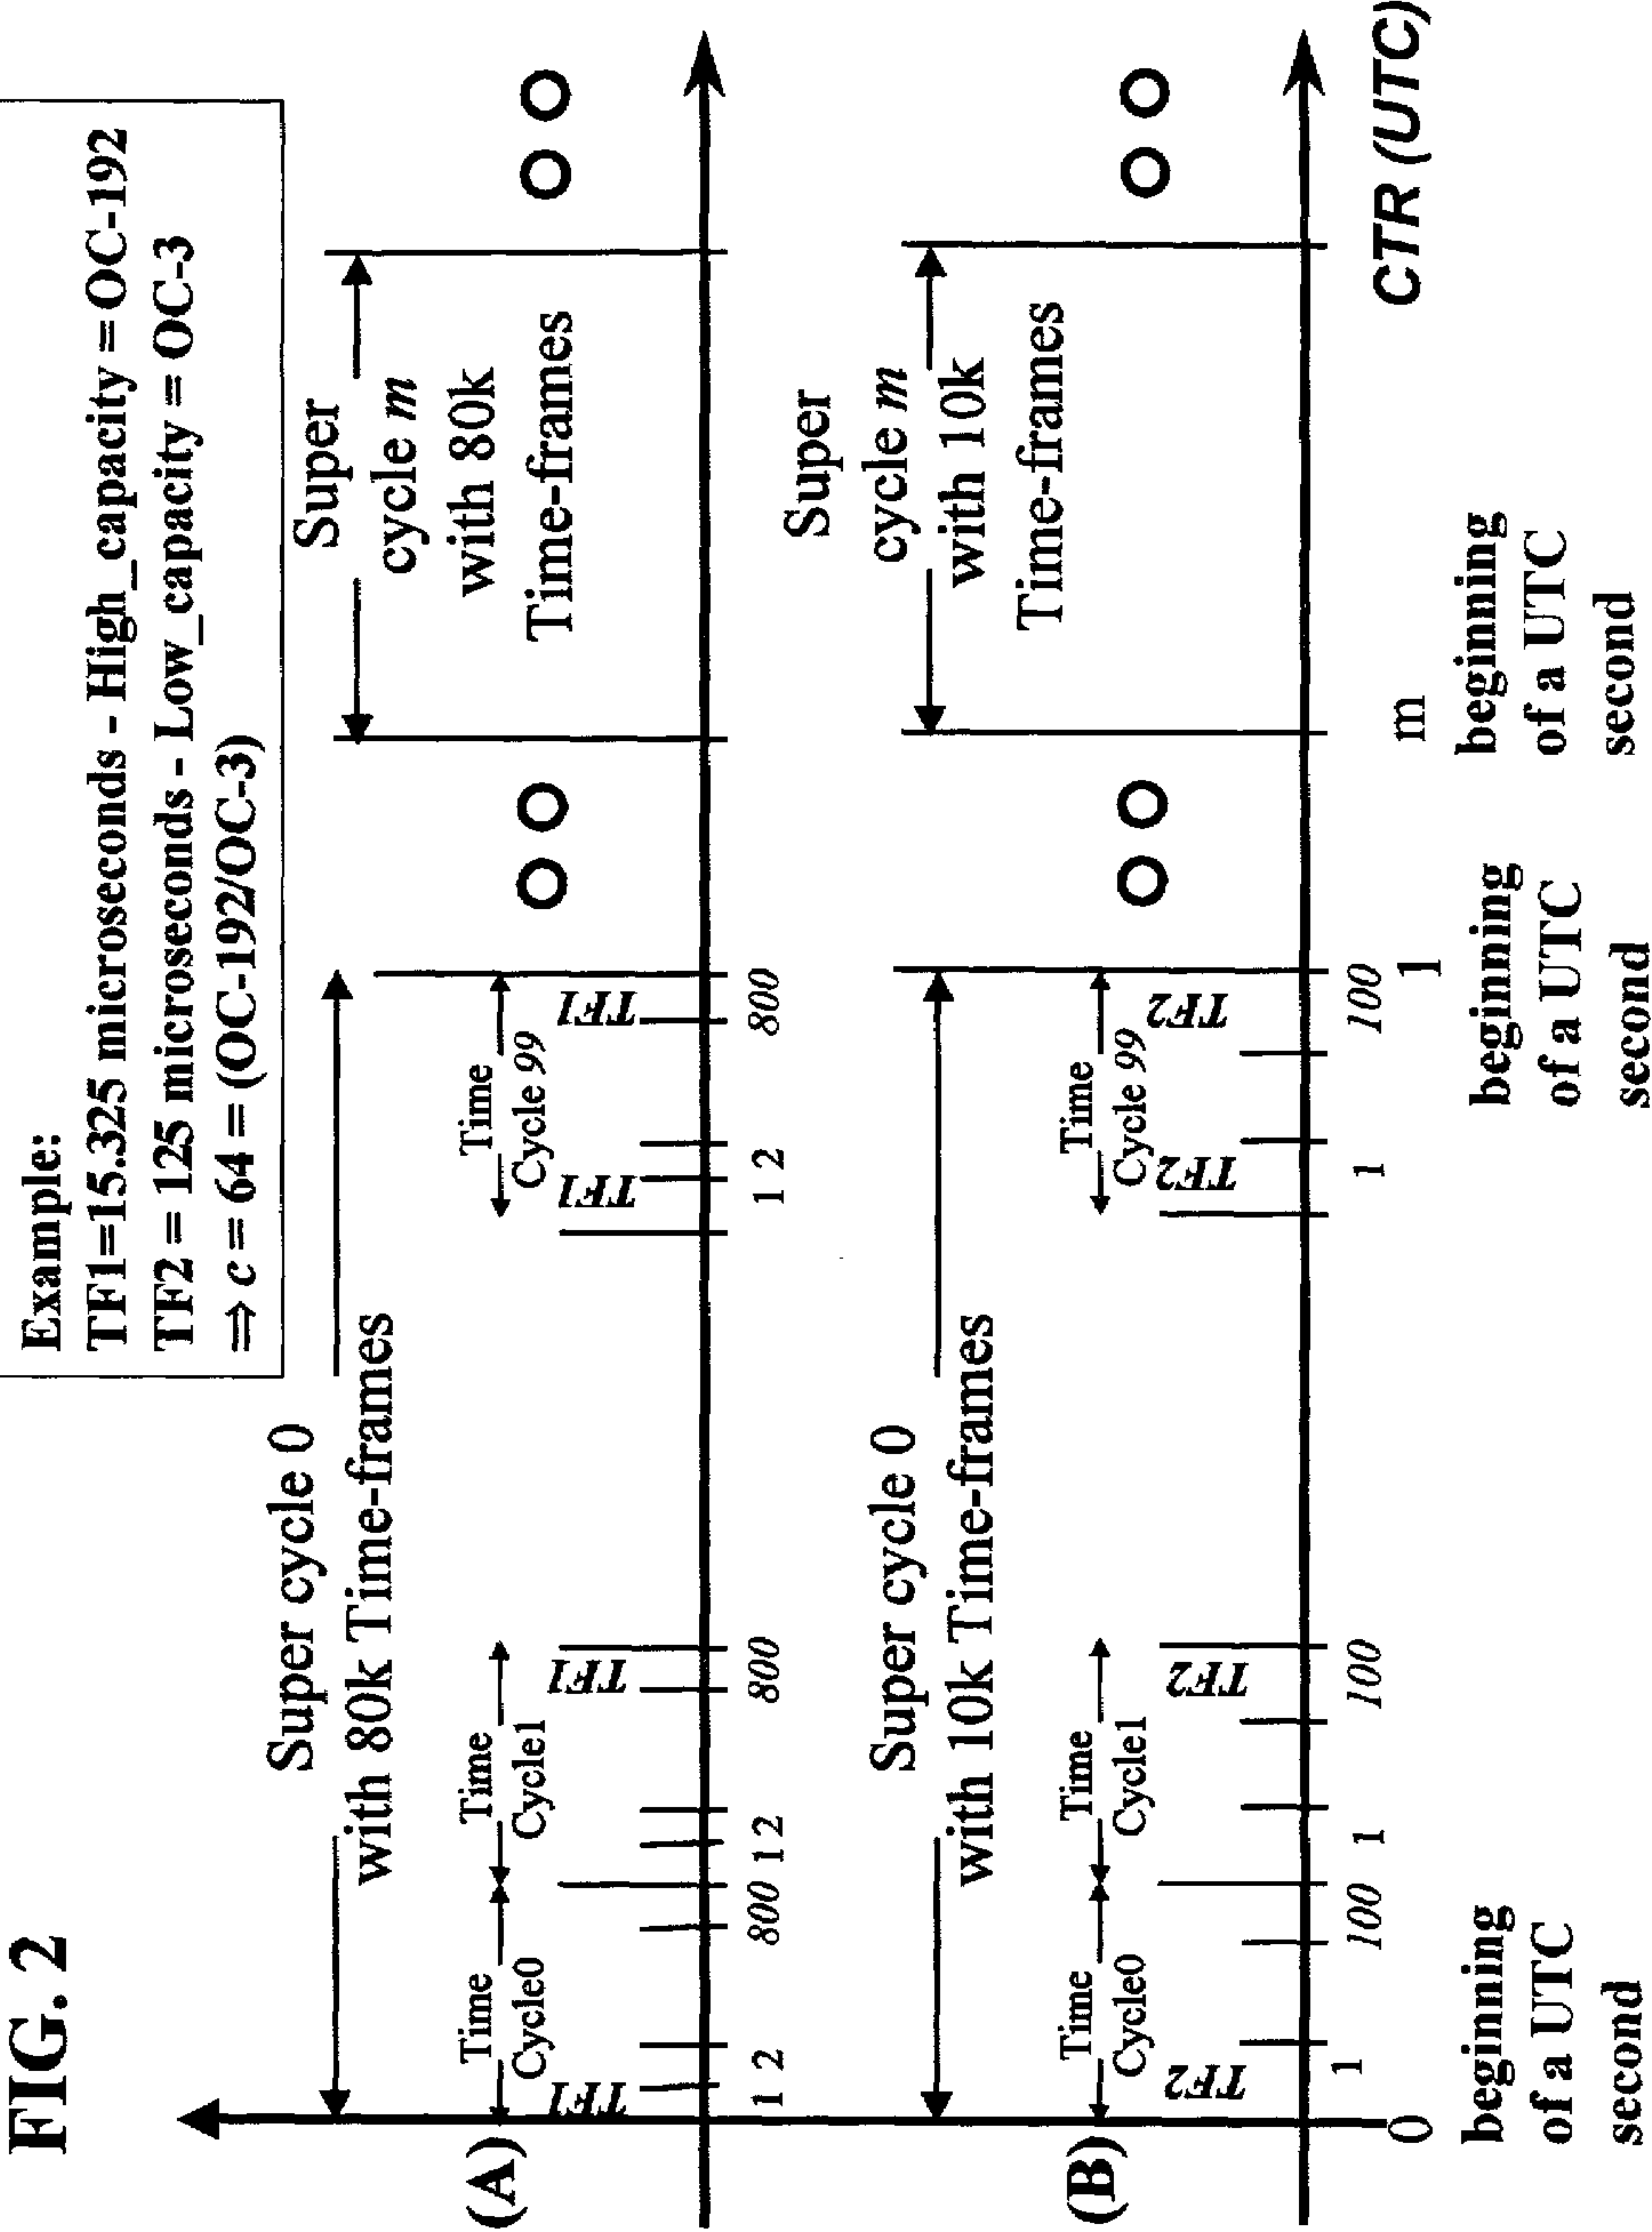 FIG. 2
Example:
TF1=15.325 microseconds - High_capacity = OC-192
TF2 = 125 microseconds - Low_capacity = OC-3
⇒ c = 64 = (OC-192/OC-3)
(A)
Super cycle 0
with 80k Time-frames
Super
cycle m
with 80k
Time-frames
Time
Cycle0
Time
Cycle1
Time
Cycle 99
TF1
TF1
TF1
TF1
1 2 800 1 2 800 1 2 800
(B)
Super cycle 0
with 10k Time-frames
Super
cycle m
with 10k
Time-frames
Time
Cycle0
Time
Cycle1
Time
Cycle 99
TF2
TF2
TF2
TF2
1 100 1 100 1 100
0 1 m CTR (UTC)
beginning
of a UTC
second
beginning
of a UTC
second
beginning
of a UTC
second